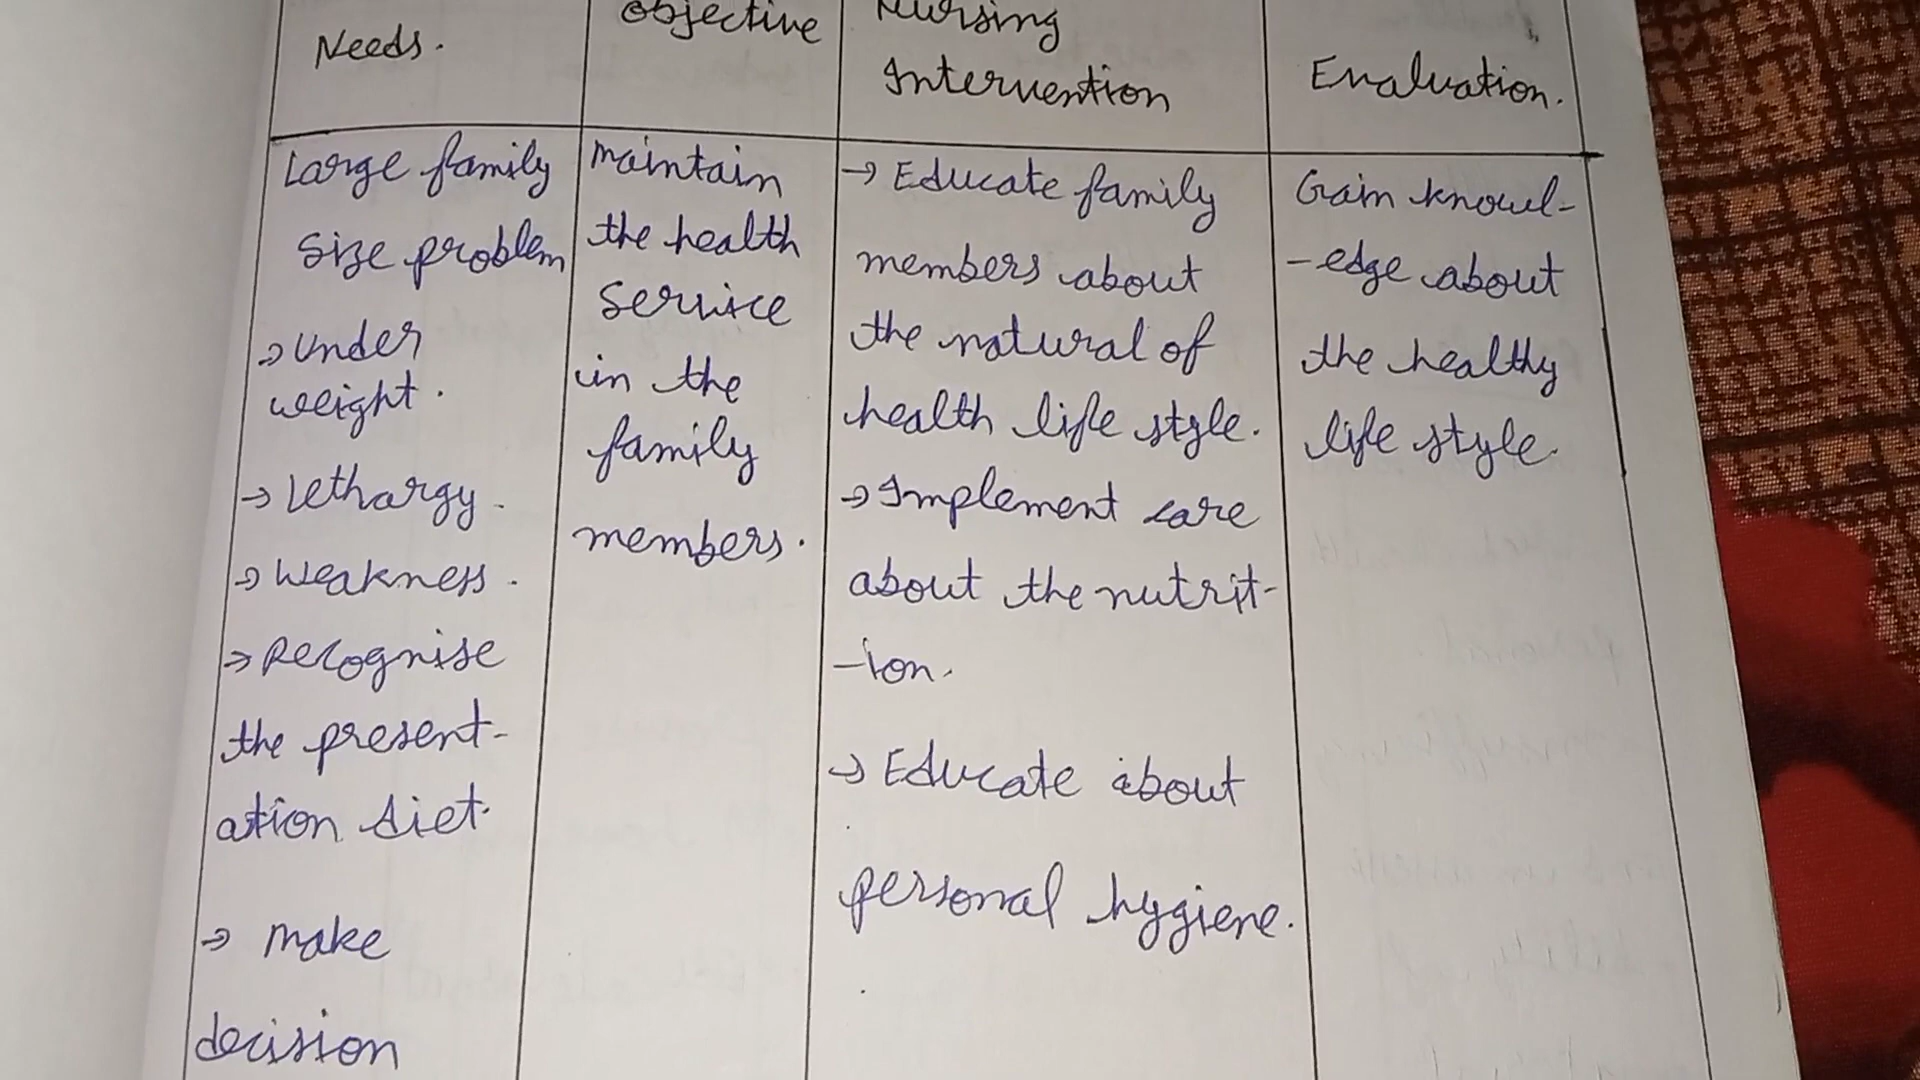 Needs.
Objective
Nursing
Intervention
Evaluation.
Large family
size problem
→ under
weight.
→ Lethargy.
→ Weakness.
→ Recognise
the present-
ation diet.
→ make
decision
maintain
the health
service
in the
family
members.
→ Educate family
members about
the natural of
health life style.
→ Implement care
about the nutrit-
-ion.
→ Educate about
personal hygiene.
Gain knowl-
-edge about
the healthy
life style.